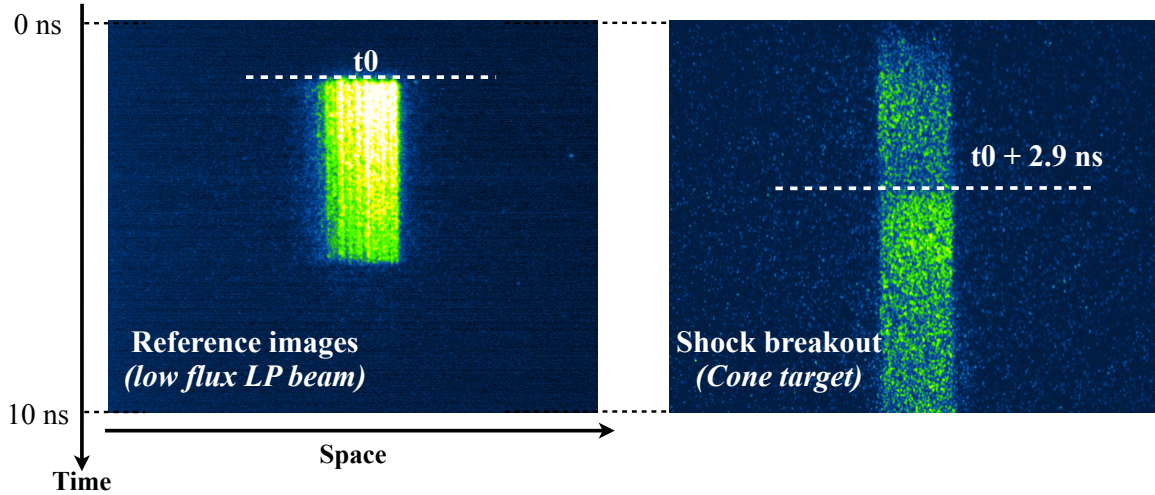 0 ns
t0
t0 + 2.9 ns
Reference images
(low flux LP beam)
Shock breakout
(Cone target)
10 ns
Space
Time